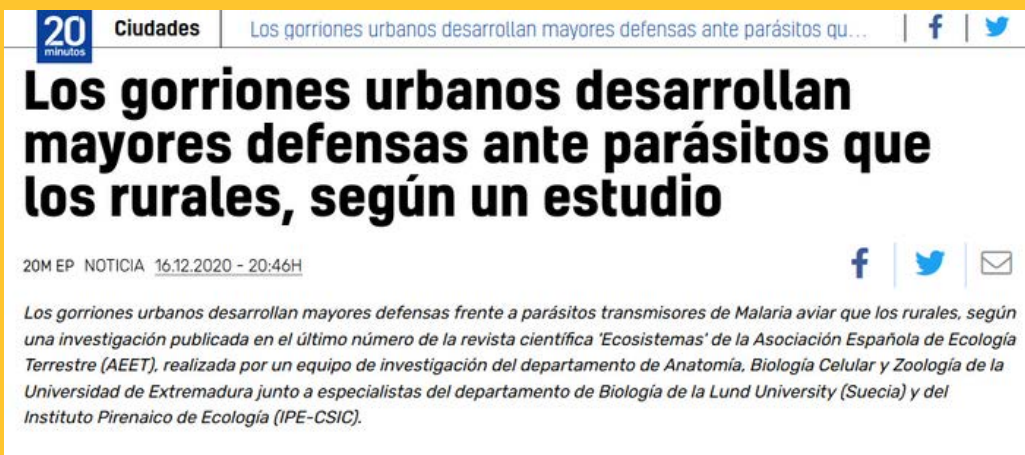 20
minutos
Ciudades
Los gorriones urbanos desarrollan mayores defensas ante parásitos qu...
Los gorriones urbanos desarrollan
mayores defensas ante parásitos que
los rurales, según un estudio
20M EP NOTICIA 16.12.2020 - 20:46H
Los gorriones urbanos desarrollan mayores defensas frente a parásitos transmisores de Malaria aviar que los rurales, según
una investigación publicada en el último número de la revista científica 'Ecosistemas' de la Asociación Española de Ecología
Terrestre (AEET), realizada por un equipo de investigación del departamento de Anatomía, Biología Celular y Zoología de la
Universidad de Extremadura junto a especialistas del departamento de Biología de la Lund University (Suecia) y del
Instituto Pirenaico de Ecología (IPE-CSIC).